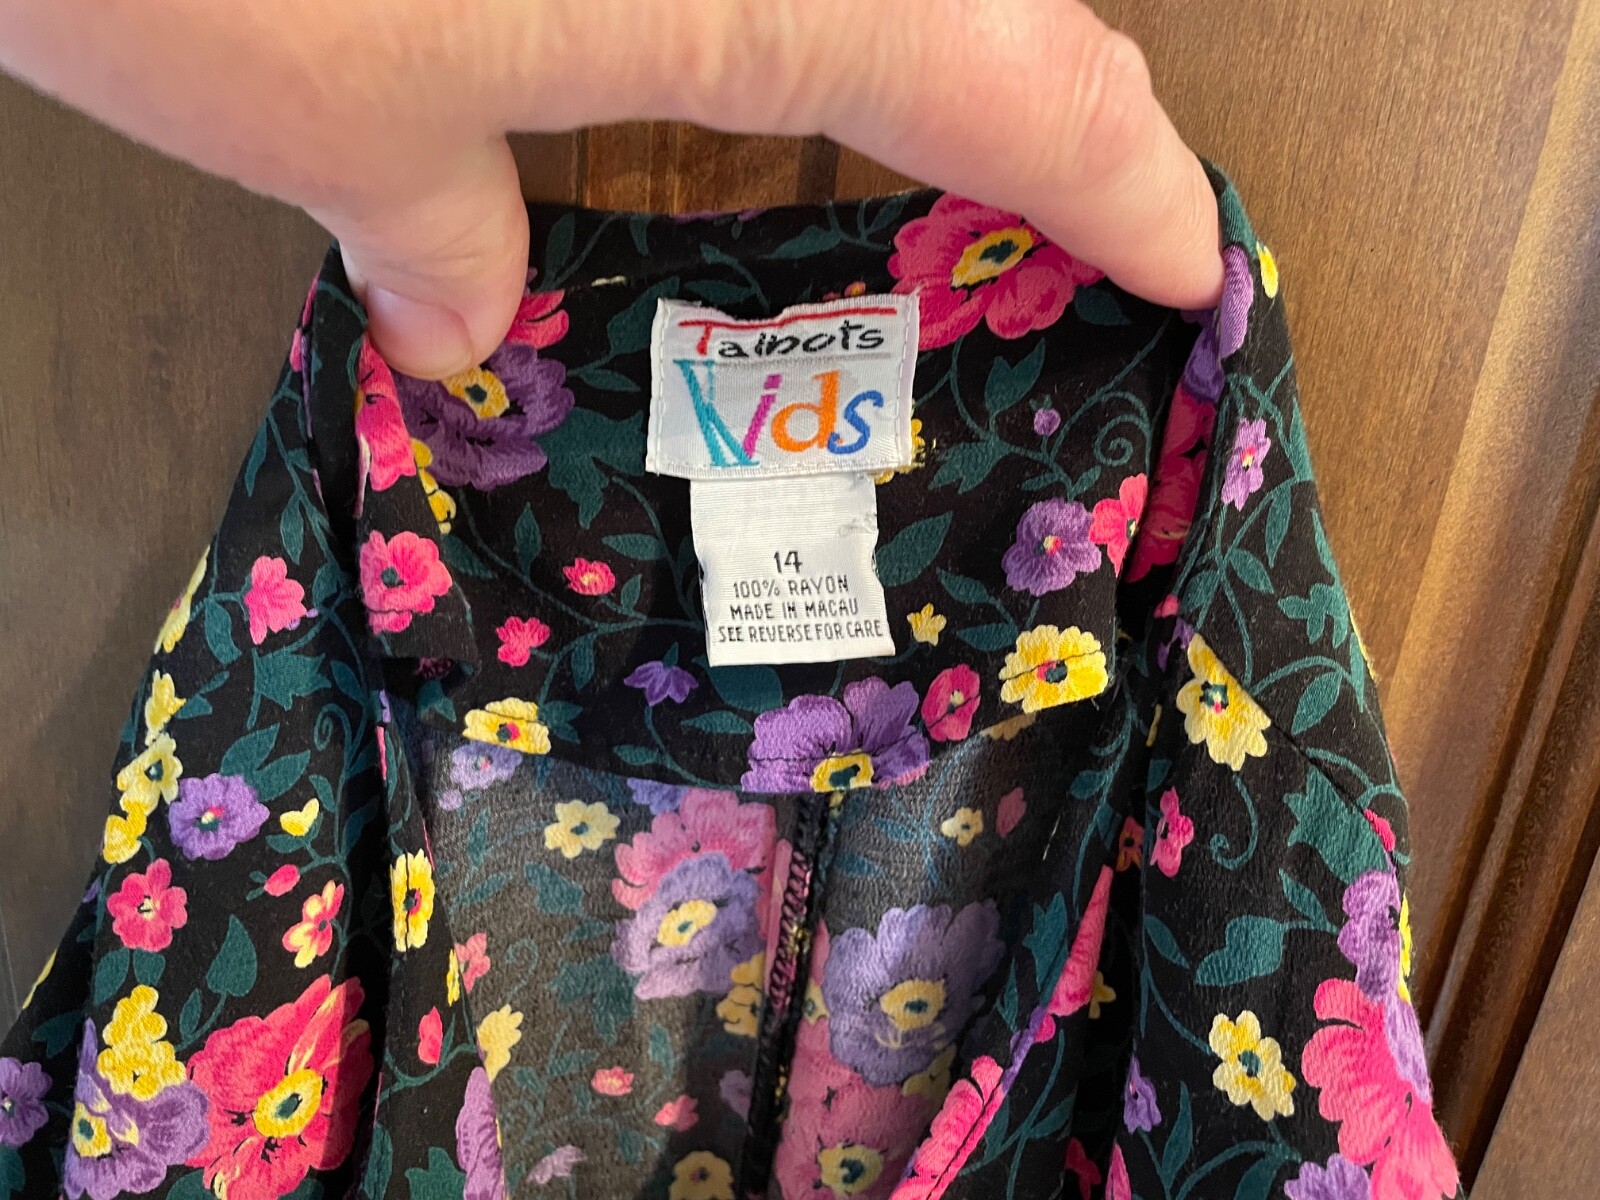 Talbots
Kids
14
100% RAYON
MADE IN MACAU
SEE REVERSE FOR CARE